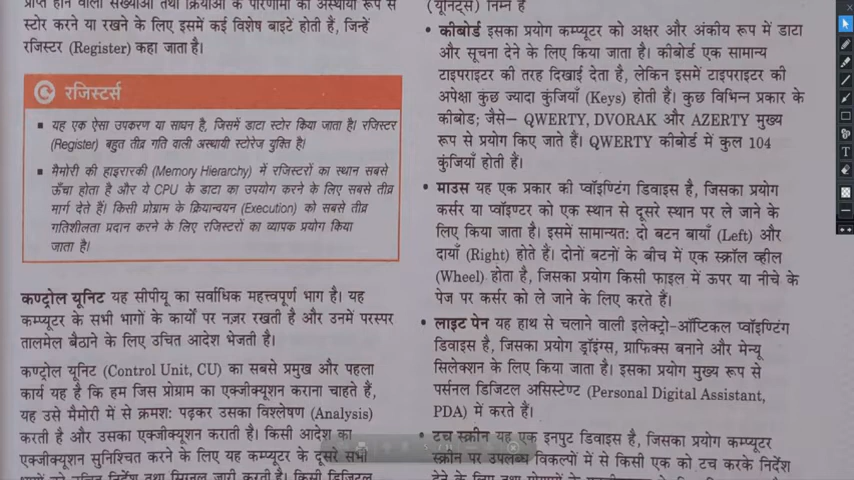 प्राप्त होने वाली संख्याओं तथा क्रियाओं के परिणामों को अस्थायी रूप से
स्टोर करने या रखने के लिए इसमें कई विशेष बाइटें होती हैं, जिन्हें
रजिस्टर (Register) कहा जाता है।
रजिस्टर्स
▪ यह एक ऐसा उपकरण या साधन है, जिसमें डाटा स्टोर किया जाता है। रजिस्टर
(Register) बहुत तीव्र गति वाली अस्थायी स्टोरेज युक्ति है।
▪ मैमोरी की हाइरारकी (Memory Hierarchy) में रजिस्टरों का स्थान सबसे
ऊँचा होता है और ये CPU के डाटा का उपयोग करने के लिए सबसे तीव्र
मार्ग देते हैं। किसी प्रोग्राम के क्रियान्वयन (Execution) को सबसे तीव्र
गतिशीलता प्रदान करने के लिए रजिस्टरों का व्यापक प्रयोग किया
जाता है।
कण्ट्रोल यूनिट यह सीपीयू का सर्वाधिक महत्त्वपूर्ण भाग है। यह
कम्प्यूटर के सभी भागों के कार्यों पर नज़र रखती है और उनमें परस्पर
तालमेल बैठाने के लिए उचित आदेश भेजती है।
कण्ट्रोल यूनिट (Control Unit, CU) का सबसे प्रमुख और पहला
कार्य यह है कि हम जिस प्रोग्राम का एक्जीक्यूशन कराना चाहते हैं,
यह उसे मैमोरी में से क्रमश: पढ़कर उसका विश्लेषण (Analysis)
करती है और उसका एक्जीक्यूशन कराती है। किसी आदेश का
एक्जीक्यूशन सुनिश्चित करने के लिए यह कम्प्यूटर के दूसरे सभी
भागों को उचित निर्देश तथा सिग्नल जारी करती है। किसी डिजिटल
(यूनिट्स) निम्न हैं
• कीबोर्ड इसका प्रयोग कम्प्यूटर को अक्षर और अंकीय रूप में डाटा
और सूचना देने के लिए किया जाता है। कीबोर्ड एक सामान्य
टाइपराइटर की तरह दिखाई देता है, लेकिन इसमें टाइपराइटर की
अपेक्षा कुछ ज्यादा कुंजियाँ (Keys) होती हैं। कुछ विभिन्न प्रकार के
कीबोर्ड; जैसे— QWERTY, DVORAK और AZERTY मुख्य
रूप से प्रयोग किए जाते हैं। QWERTY कीबोर्ड में कुल 104
कुंजियाँ होती हैं।
• माउस यह एक प्रकार की प्वॉइण्टिंग डिवाइस है, जिसका प्रयोग
कर्सर या प्वॉइण्टर को एक स्थान से दूसरे स्थान पर ले जाने के
लिए किया जाता है। इसमें सामान्यत: दो बटन बायाँ (Left) और
दायाँ (Right) होते हैं। दोनों बटनों के बीच में एक स्क्रॉल व्हील
(Wheel) होता है, जिसका प्रयोग किसी फाइल में ऊपर या नीचे के
पेज पर कर्सर को ले जाने के लिए करते हैं।
• लाइट पेन यह हाथ से चलाने वाली इलेक्ट्रो-ऑप्टिकल प्वॉइण्टिंग
डिवाइस है, जिसका प्रयोग ड्रॉइंग्स, ग्राफिक्स बनाने और मेन्यू
सिलेक्शन के लिए किया जाता है। इसका प्रयोग मुख्य रूप से
पर्सनल डिजिटल असिस्टेण्ट (Personal Digital Assistant,
PDA) में करते हैं।
• टच स्क्रीन यह एक इनपुट डिवाइस है, जिसका प्रयोग कम्प्यूटर
स्क्रीन पर उपलब्ध विकल्पों में से किसी एक को टच करके निर्देश
देने के लिए तथा